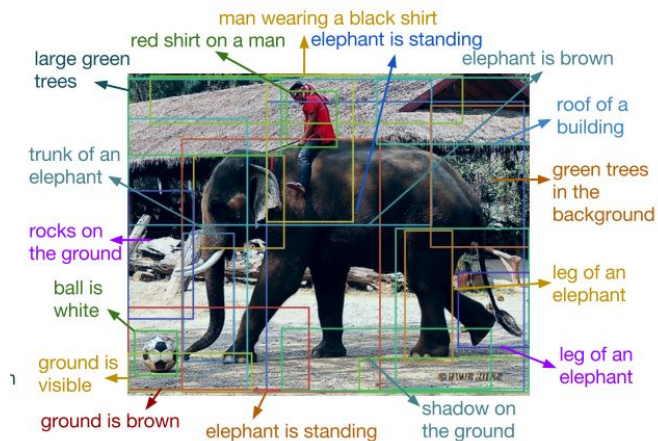 man wearing a black shirt
red shirt on a man
elephant is standing
large green
trees
elephant is brown
roof of a
building
trunk of an
elephant
green trees
in the
background
rocks on
the ground
ball is
white
leg of an
elephant
ground is
visible
leg of an
elephant
ground is brown
elephant is standing
shadow on
the ground